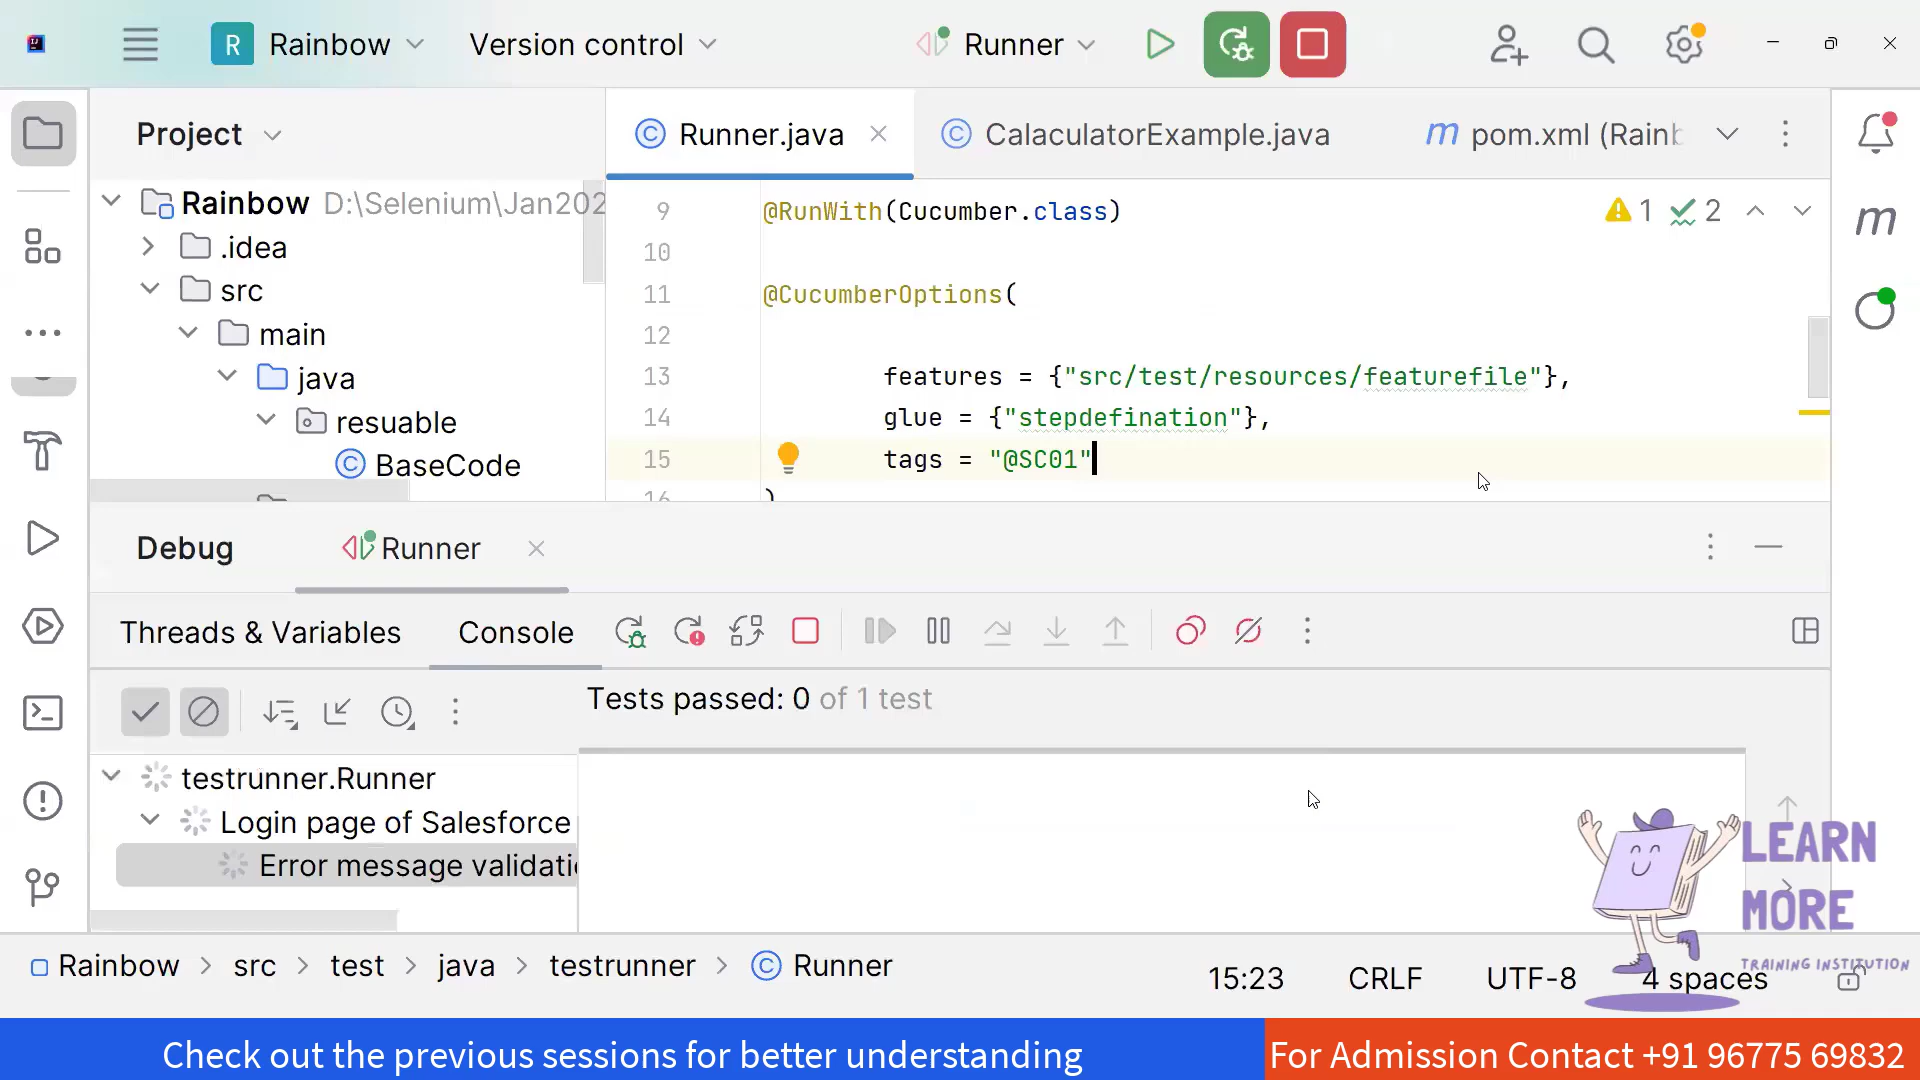 R Rainbow Version control Runner
Project
Runner.java CalaculatorExample.java m pom.xml (Rainb
Rainbow D:\Selenium\Jan202
.idea
src
main
java
resuable
BaseCode
9 @RunWith(Cucumber.class)
10
11 @CucumberOptions(
12
13 features = {"src/test/resources/featurefile"},
14 glue = {"stepdefination"},
15 tags = "@SC01"
16 )
1 2
m
Debug Runner
Threads & Variables Console
Tests passed: 0 of 1 test
testrunner.Runner
Login page of Salesforce
Error message validati
Rainbow > src > test > java > testrunner > Runner
15:23 CRLF UTF-8 4 spaces
LEARN
MORE
TRAINING INSTITUTION
Check out the previous sessions for better understanding
For Admission Contact +91 96775 69832